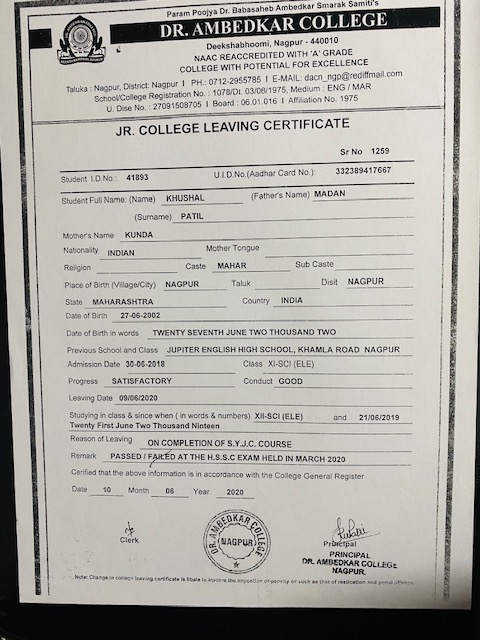 Param Poojya Dr. Babasaheb Ambedkar Smarak Samiti's
DR. AMBEDKAR COLLEGE
Deekshabhoomi, Nagpur - 440010
NAAC REACCREDITED WITH 'A' GRADE
COLLEGE WITH POTENTIAL FOR EXCELLENCE
Taluka : Nagpur, District: Nagpur I PH.: 0712-2955785 I E-MAIL: dacn_ngp@rediffmail.com
School/College Registration No. : 1078/Dt. 03/06/1975, Medium : ENG / MAR
U. Dise No. : 27091508705 I Board : 06.01.016 I Affiliation No. 1975
JR. COLLEGE LEAVING CERTIFICATE
Sr No 1259
Student I.D.No.: 41893 U.I.D.No.(Aadhar Card No.): 332389417667
Student Full Name: (Name) KHUSHAL (Father's Name) MADAN
(Surname) PATIL
Mother's Name KUNDA
Nationality INDIAN Mother Tongue
Religion Caste MAHAR Sub Caste
Place of Birth (Village/City) NAGPUR Taluk Disit NAGPUR
State MAHARASHTRA Country INDIA
Date of Birth 27-06-2002
Date of Birth in words TWENTY SEVENTH JUNE TWO THOUSAND TWO
Previous School and Class JUPITER ENGLISH HIGH SCHOOL, KHAMLA ROAD NAGPUR
Admission Date 30-06-2018 Class XI-SCI (ELE)
Progress SATISFACTORY Conduct GOOD
Leaving Date 09/06/2020
Studying in class & since when ( in words & numbers) XII-SCI (ELE) and 21/06/2019
Twenty First June Two Thousand Ninteen
Reason of Leaving ON COMPLETION OF S.Y.J.C. COURSE
Remark PASSED / FAILED AT THE H.S.S.C EXAM HELD IN MARCH 2020
Cerified that the above information is in accordance with the College General Register
Date 10 Month 06 Year 2020
Clerk
DR. AMBEDKAR COLLEGE
NAGPUR
Principal
PRINCIPAL
DR. AMBEDKAR COLLEGE
NAGPUR.
Note: Change in college leaving certificate is liable to involve the imposition of penalty or such as that of